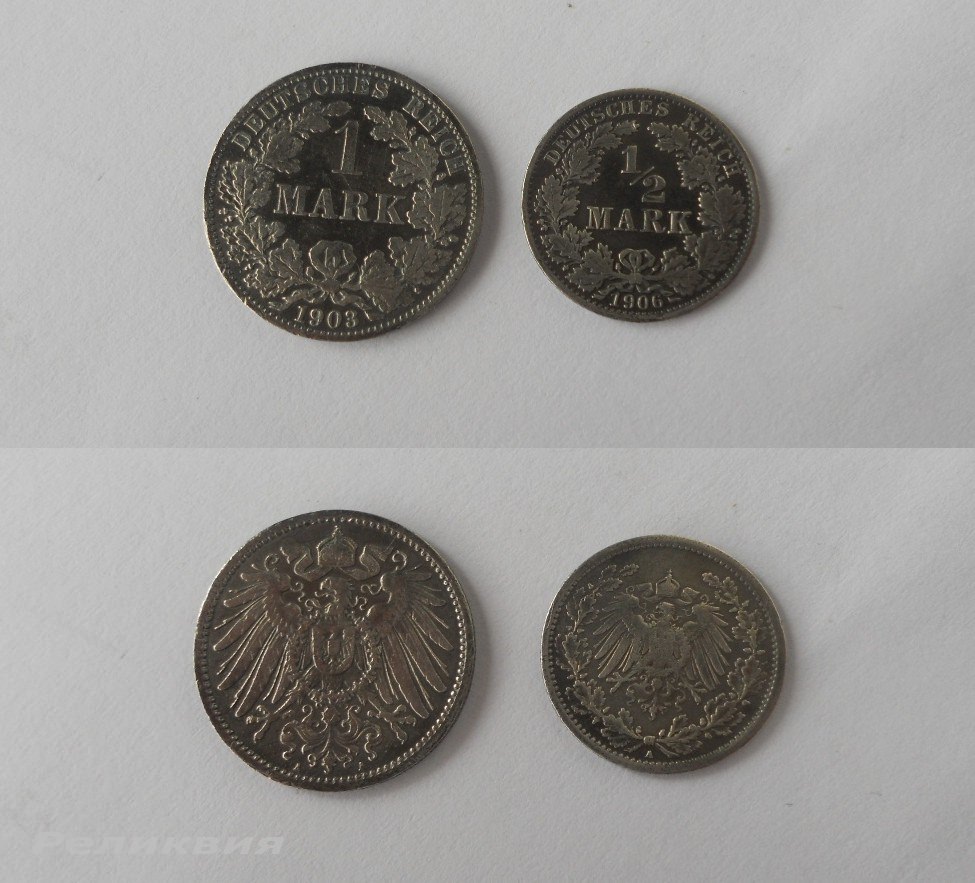 DEUTSCHES REICH
1
MARK
1903
DEUTSCHES REICH
1/2
MARK
1906
A
Реликвия